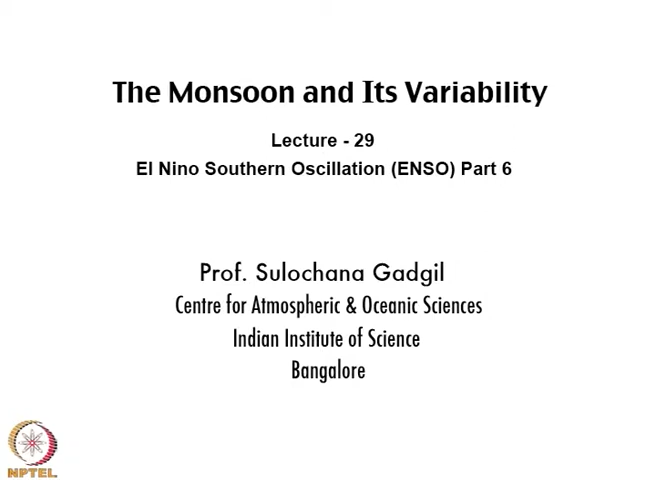 The Monsoon and Its Variability
Lecture - 29
El Nino Southern Oscillation (ENSO) Part 6
Prof. Sulochana Gadgil
Centre for Atmospheric & Oceanic Sciences
Indian Institute of Science
Bangalore
NPTEL